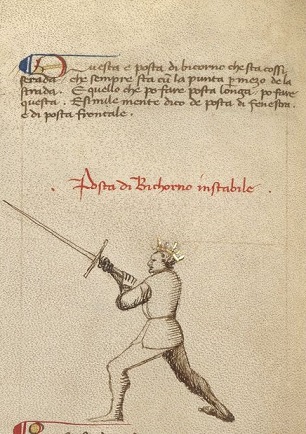 Questa e posta di bicorno che sta cossi
serada che sempre sta cū la punta ꝑ mezo de la
strada. E quello che po fare posta longa po fare
questa. E simile mente dico de posta di fenestra
e di posta frontale.
Posta di Bichorno instabile.